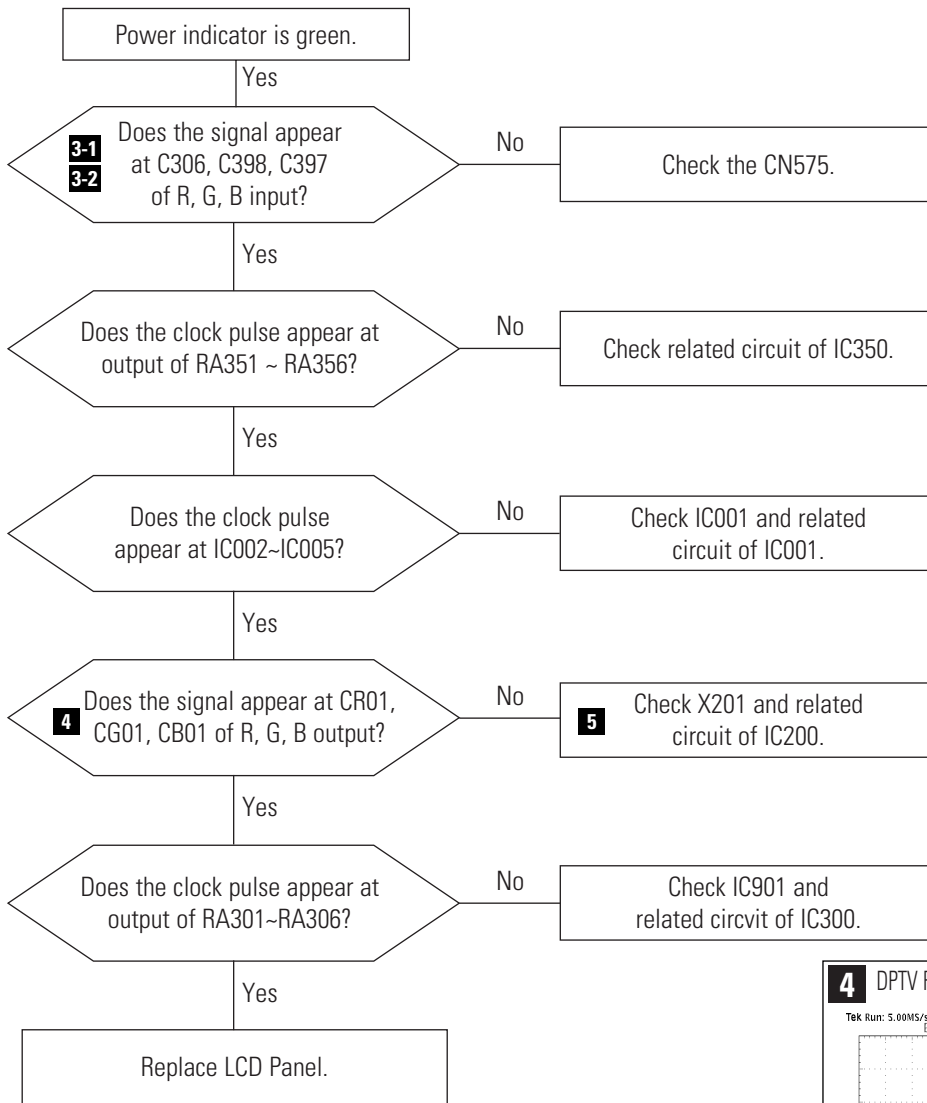 Power indicator is green.
Yes
3-1
3-2
Does the signal appear
at C306, C398, C397
of R, G, B input?
No
Check the CN575.
Yes
Does the clock pulse appear at
output of RA351 ~ RA356?
No
Check related circuit of IC350.
Yes
Does the clock pulse
appear at IC002~IC005?
No
Check IC001 and related
circuit of IC001.
Yes
4
Does the signal appear at CR01,
CG01, CB01 of R, G, B output?
No
5
Check X201 and related
circuit of IC200.
Yes
Does the clock pulse appear at
output of RA301~RA306?
No
Check IC901 and
related circvit of IC300.
Yes
Replace LCD Panel.
4 DPTV
Tek Run: 5.00MS/s